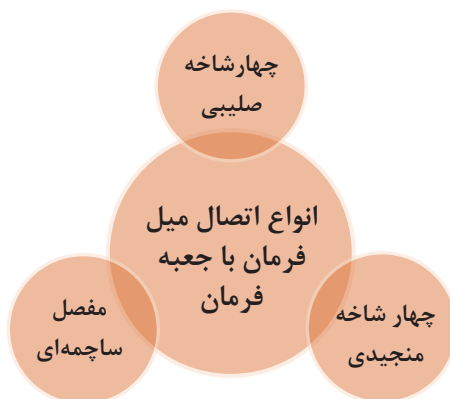 چهارشاخه
صلیبی
انواع اتصال میل
فرمان با جعبه
فرمان
چهار شاخه
منجیدی
مفصل
ساچمه‌ای